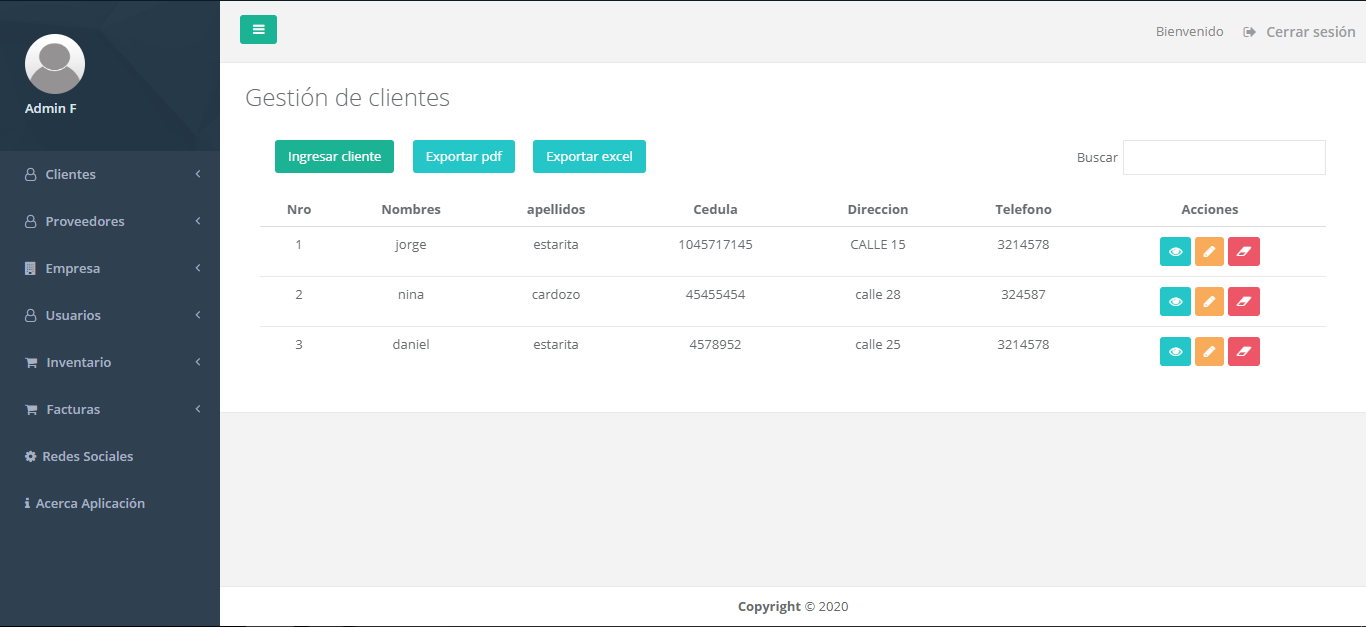 Admin F
Clientes
Proveedores
Empresa
Usuarios
Inventario
Facturas
Redes Sociales
Acerca Aplicación
Bienvenido Cerrar sesión
Gestión de clientes
Ingresar cliente Exportar pdf Exportar excel Buscar
Nro Nombres apellidos Cedula Direccion Telefono Acciones
1 jorge estarita 1045717145 CALLE 15 3214578
2 nina cardozo 45455454 calle 28 324587
3 daniel estarita 4578952 calle 25 3214578
Copyright © 2020